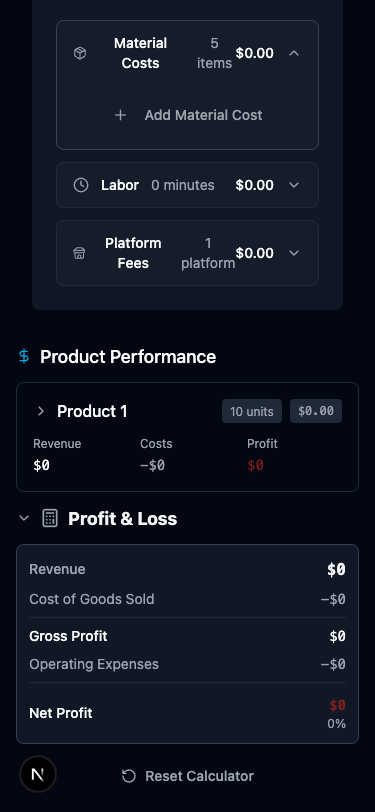 Material Costs 5 items $0.00
Add Material Cost
Labor 0 minutes $0.00
Platform Fees 1 platform $0.00
$ Product Performance
Product 1 10 units $0.00
Revenue Costs Profit
$0 −$0 $0
Profit & Loss
Revenue $0
Cost of Goods Sold −$0
Gross Profit $0
Operating Expenses −$0
Net Profit $0
0%
N Reset Calculator